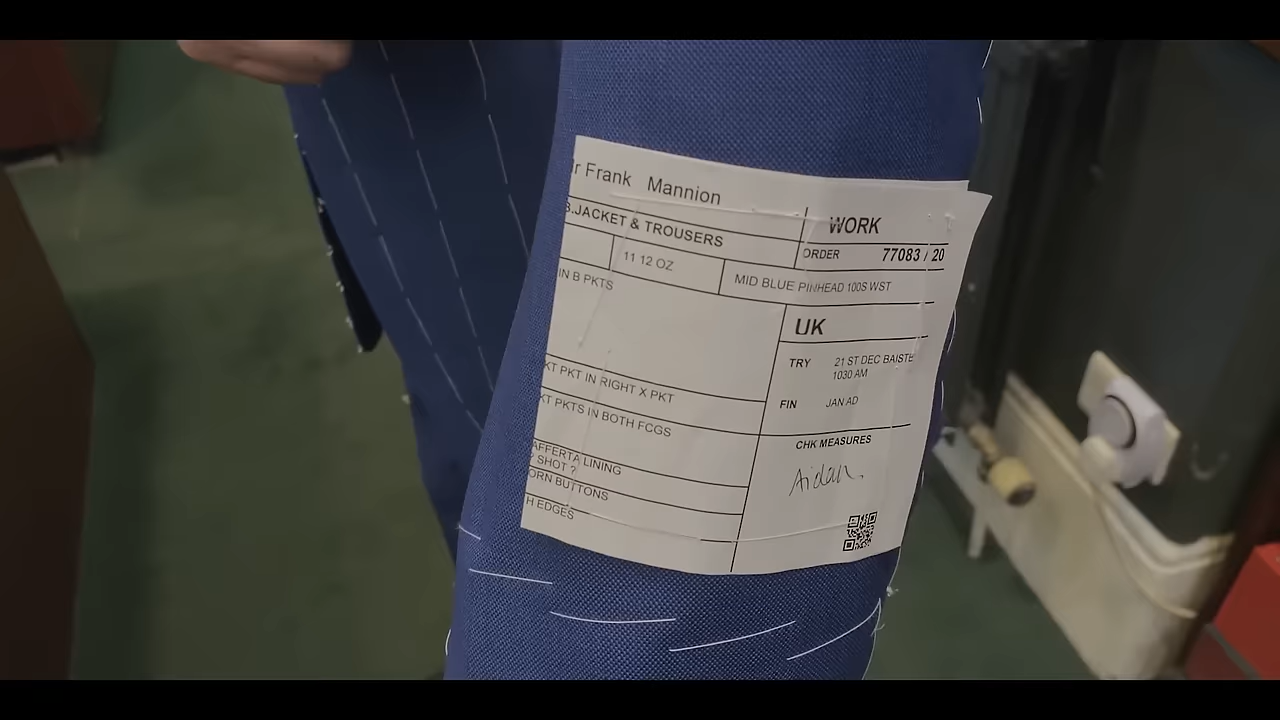 r Frank Mannion
B.JACKET & TROUSERS
WORK
ORDER 77083 / 20
11 12 OZ
MID BLUE PINHEAD 100S WST
IN B PKTS
UK
TRY 21 ST DEC BAISTE
1030 AM
FIN JAN AD
KT PKT IN RIGHT X PKT
KT PKTS IN BOTH FCGS
CHK MEASURES
Aidan
AFFERTA LINING
SHOT ?
ORN BUTTONS
H EDGES